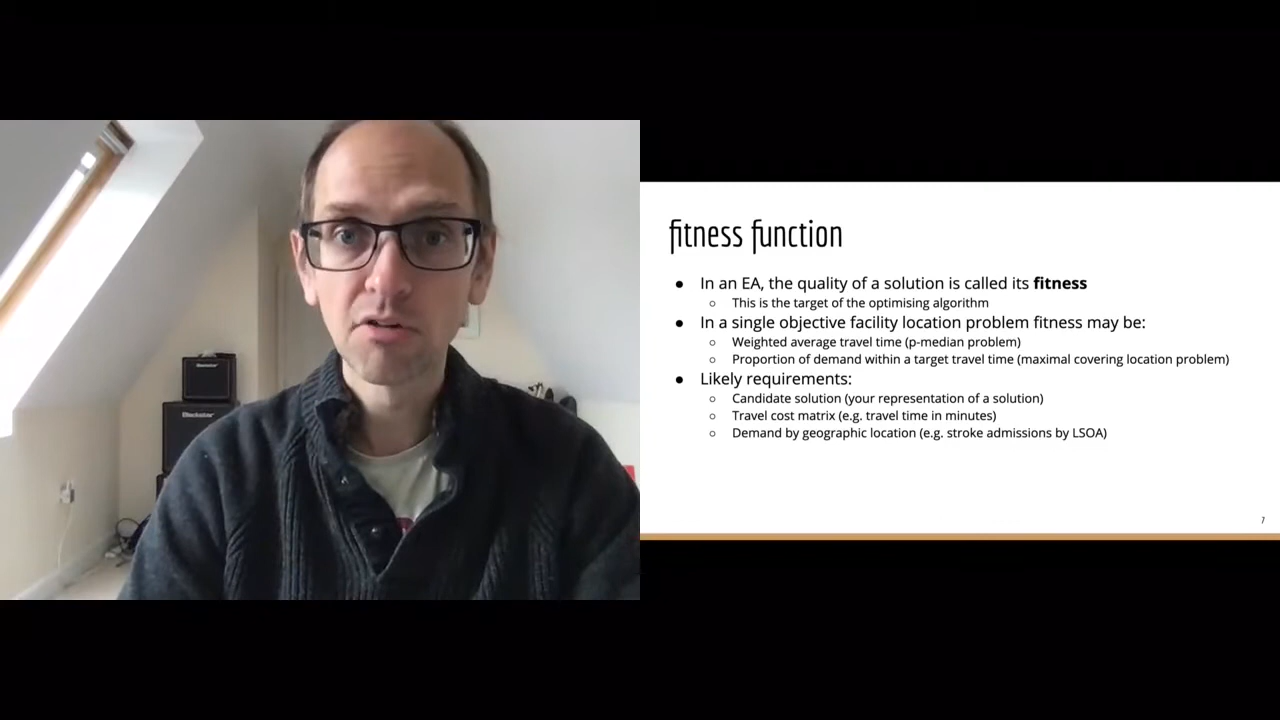 Blackstar
Blackstar
fitness function
● In an EA, the quality of a solution is called its fitness
○ This is the target of the optimising algorithm
● In a single objective facility location problem fitness may be:
○ Weighted average travel time (p-median problem)
○ Proportion of demand within a target travel time (maximal covering location problem)
● Likely requirements:
○ Candidate solution (your representation of a solution)
○ Travel cost matrix (e.g. travel time in minutes)
○ Demand by geographic location (e.g. stroke admissions by LSOA)
7